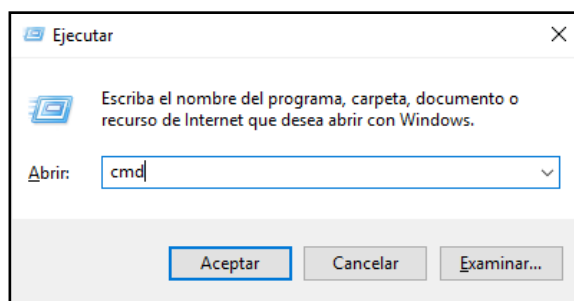 Ejecutar
Escriba el nombre del programa, carpeta, documento o
recurso de Internet que desea abrir con Windows.
Abrir: cmd
Aceptar Cancelar Examinar...